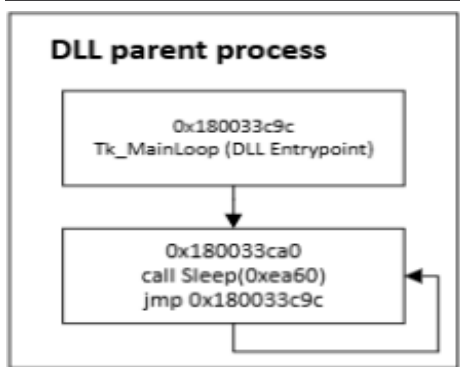 DLL parent process
0x180033c9c
Tk_MainLoop (DLL Entrypoint)
0x180033ca0
call Sleep(0xea60)
jmp 0x180033c9c